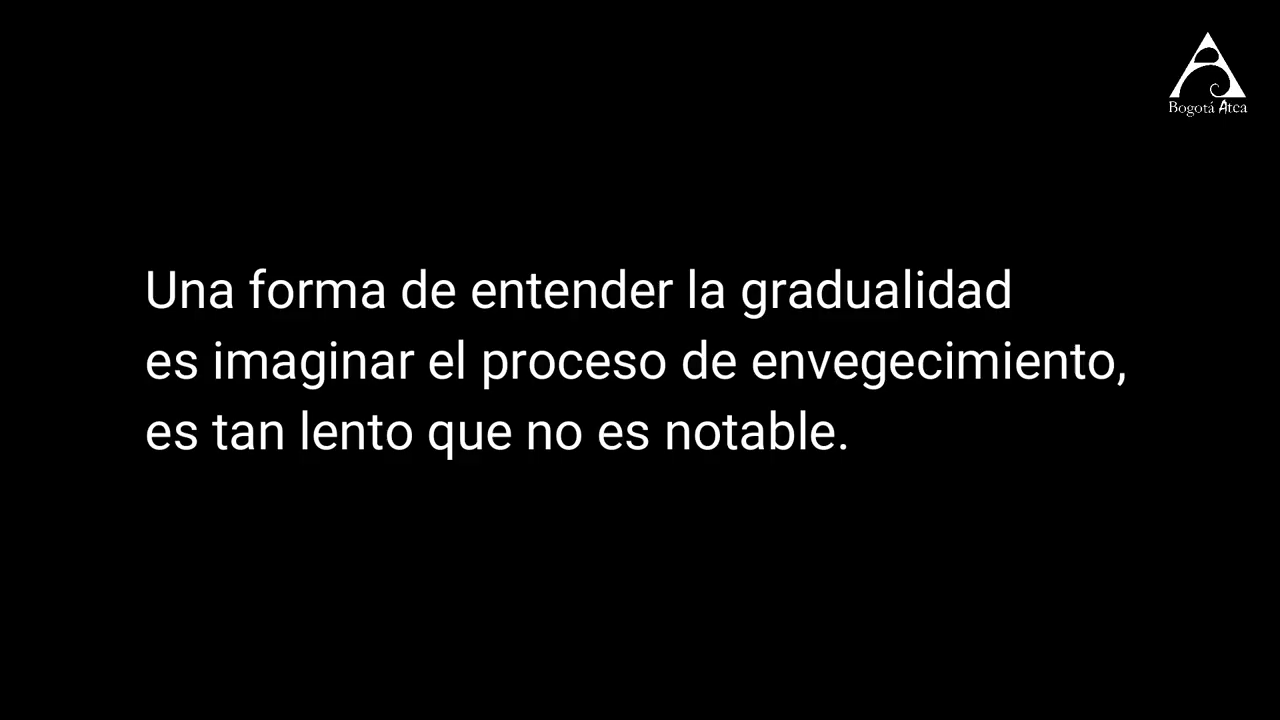 Bogotá Atea
Una forma de entender la gradualidad
es imaginar el proceso de envegecimiento,
es tan lento que no es notable.